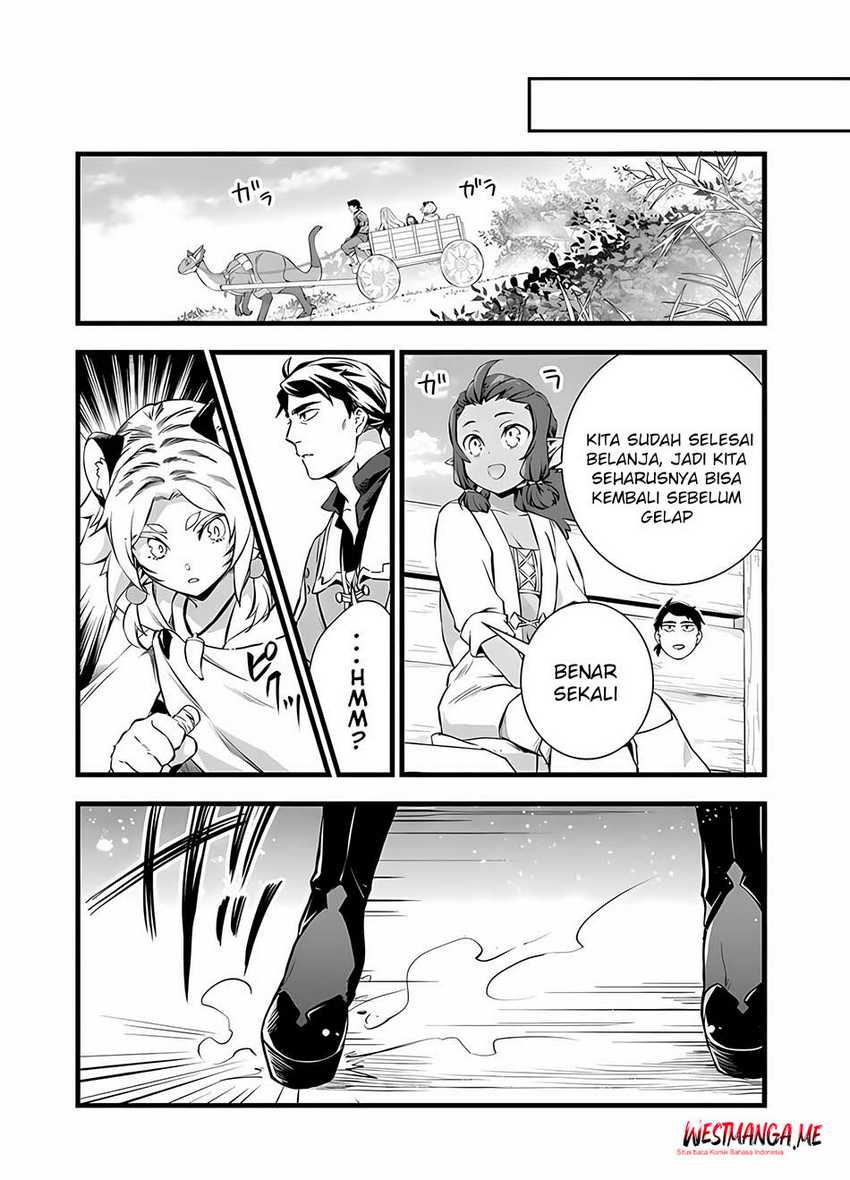 ガラ ガラ
ガラ
KITA SUDAH SELESAI
BELANJA, JADI KITA
SEHARUSNYA BISA
KEMBALI SEBELUM
GELAP
BENAR
SEKALI
...HMM?
ピクッ
WESTMANGA.ME
Situs baca Komik Bahasa Indonesia